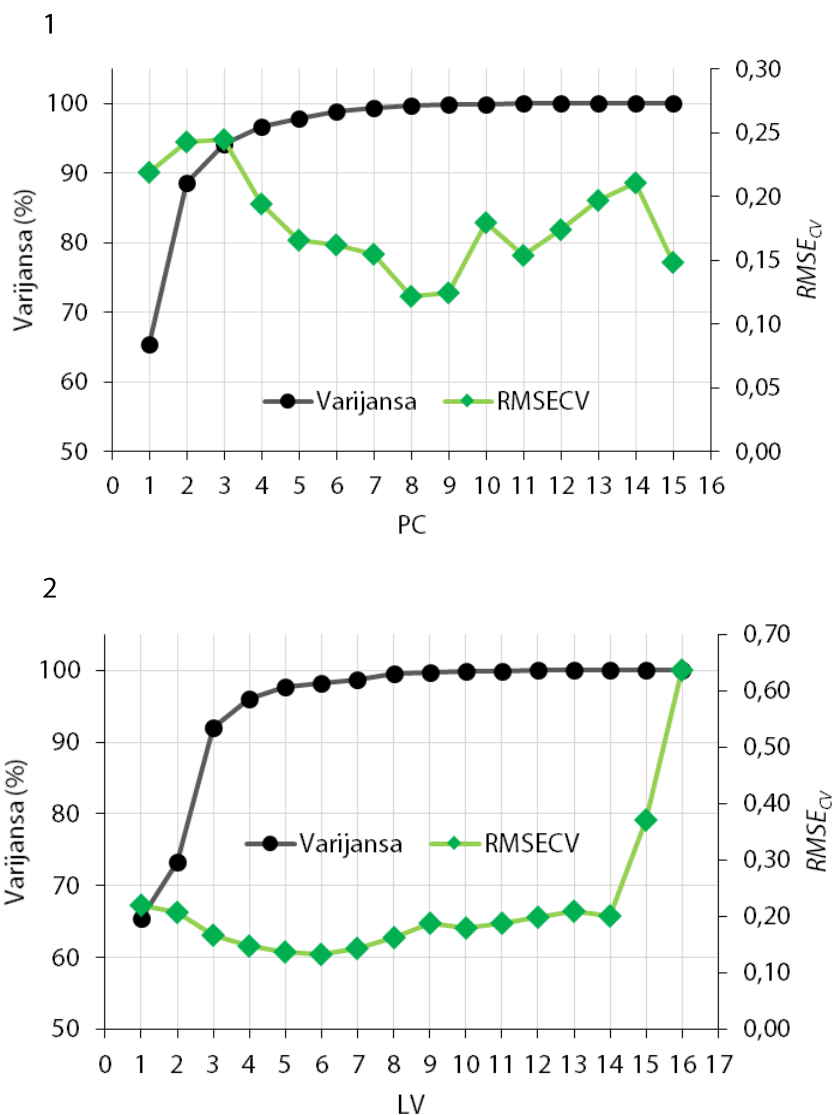 1
Varijansa (%)
100
90
80
70
60
50
0,30
0,25
0,20
0,15
0,10
0,05
0,00
RMSE_CV
Varijansa RMSECV
0 1 2 3 4 5 6 7 8 9 10 11 12 13 14 15 16
PC
2
Varijansa (%)
100
90
80
70
60
50
0,70
0,60
0,50
0,40
0,30
0,20
0,10
0,00
RMSE_CV
Varijansa RMSECV
0 1 2 3 4 5 6 7 8 9 10 11 12 13 14 15 16 17
LV